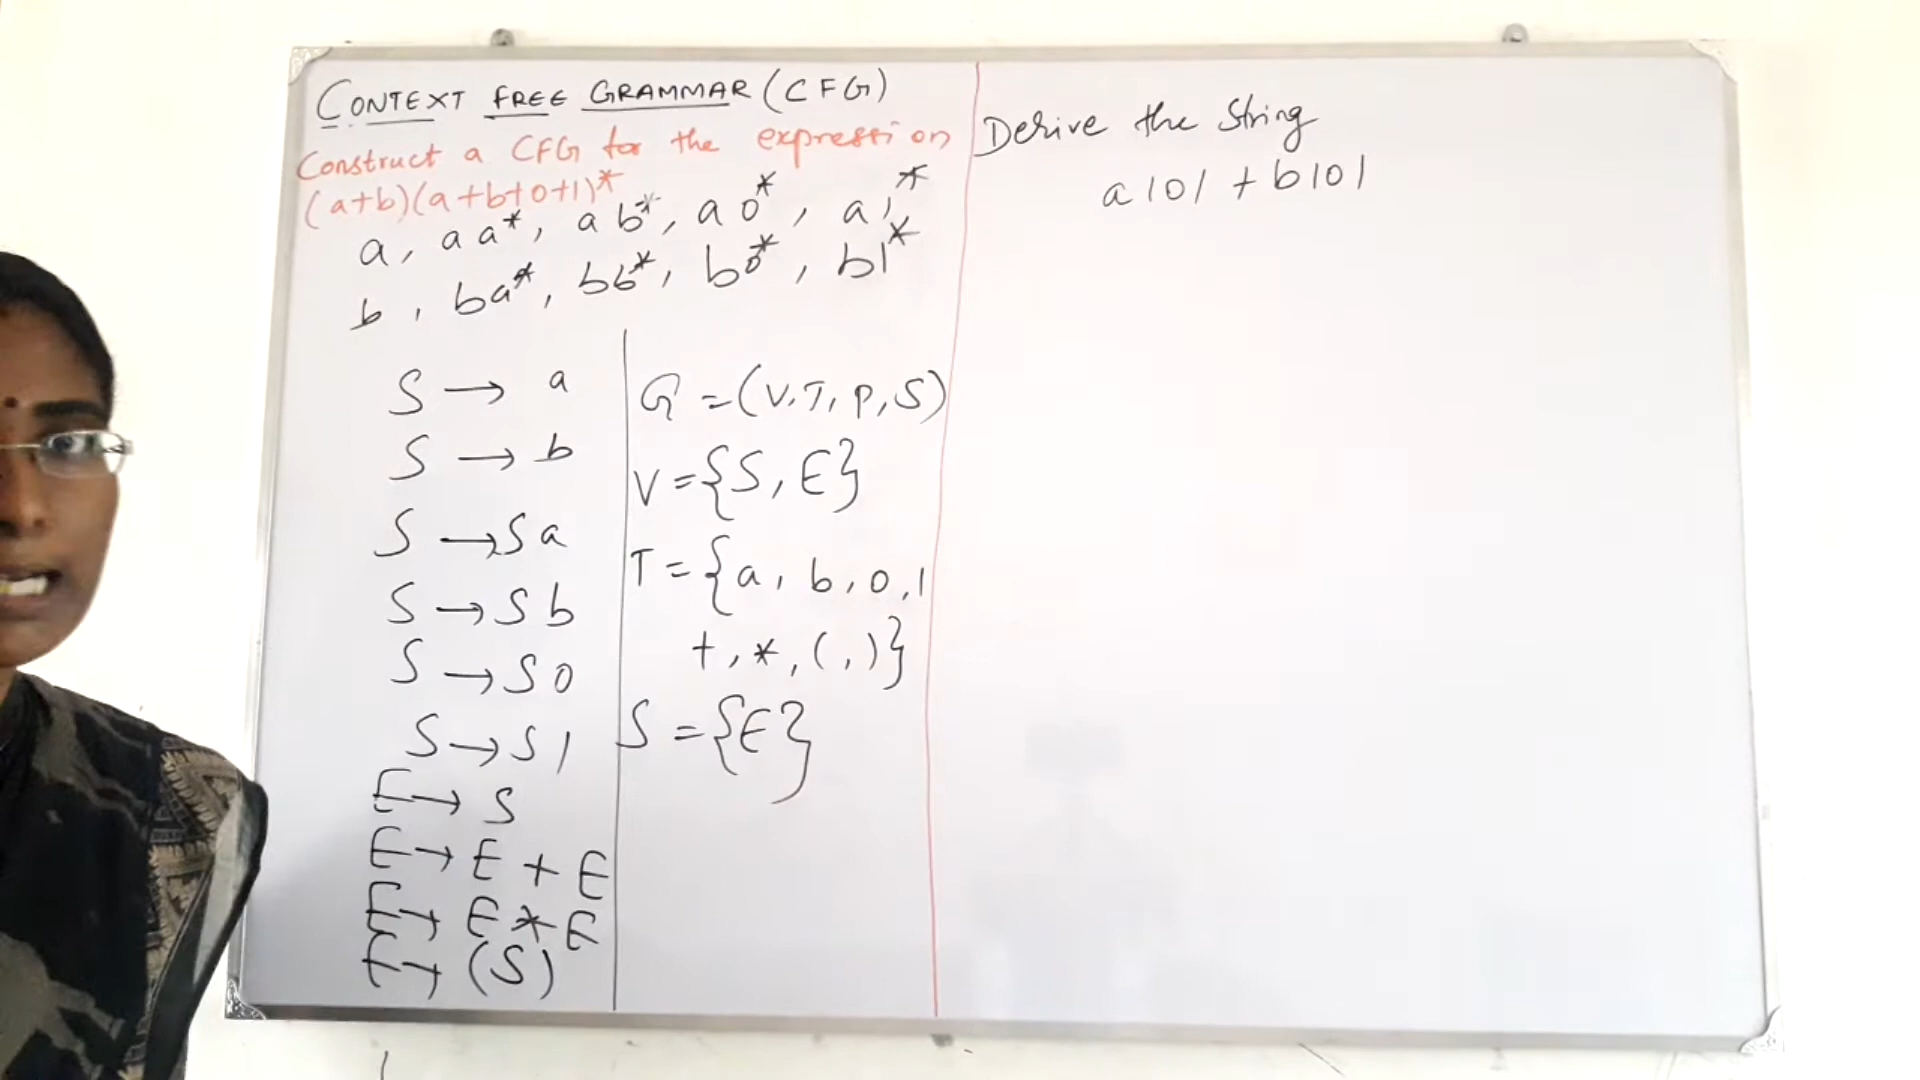 CONTEXT FREE GRAMMAR (CFG)
Construct a CFG for the expression
(a+b)(a+b+0+1)*
a, aa*, ab*, a0*, a1*
b, ba*, bb*, b0*, b1*
S → a
S → b
S → Sa
S → Sb
S → S0
S → S1
E → S
E → E + E
E → E * E
E → (S)
G = (V, T, P, S)
V = {S, E}
T = {a, b, 0, 1
+, *, (, )}
S = {E}
Derive the String
a101 + b101